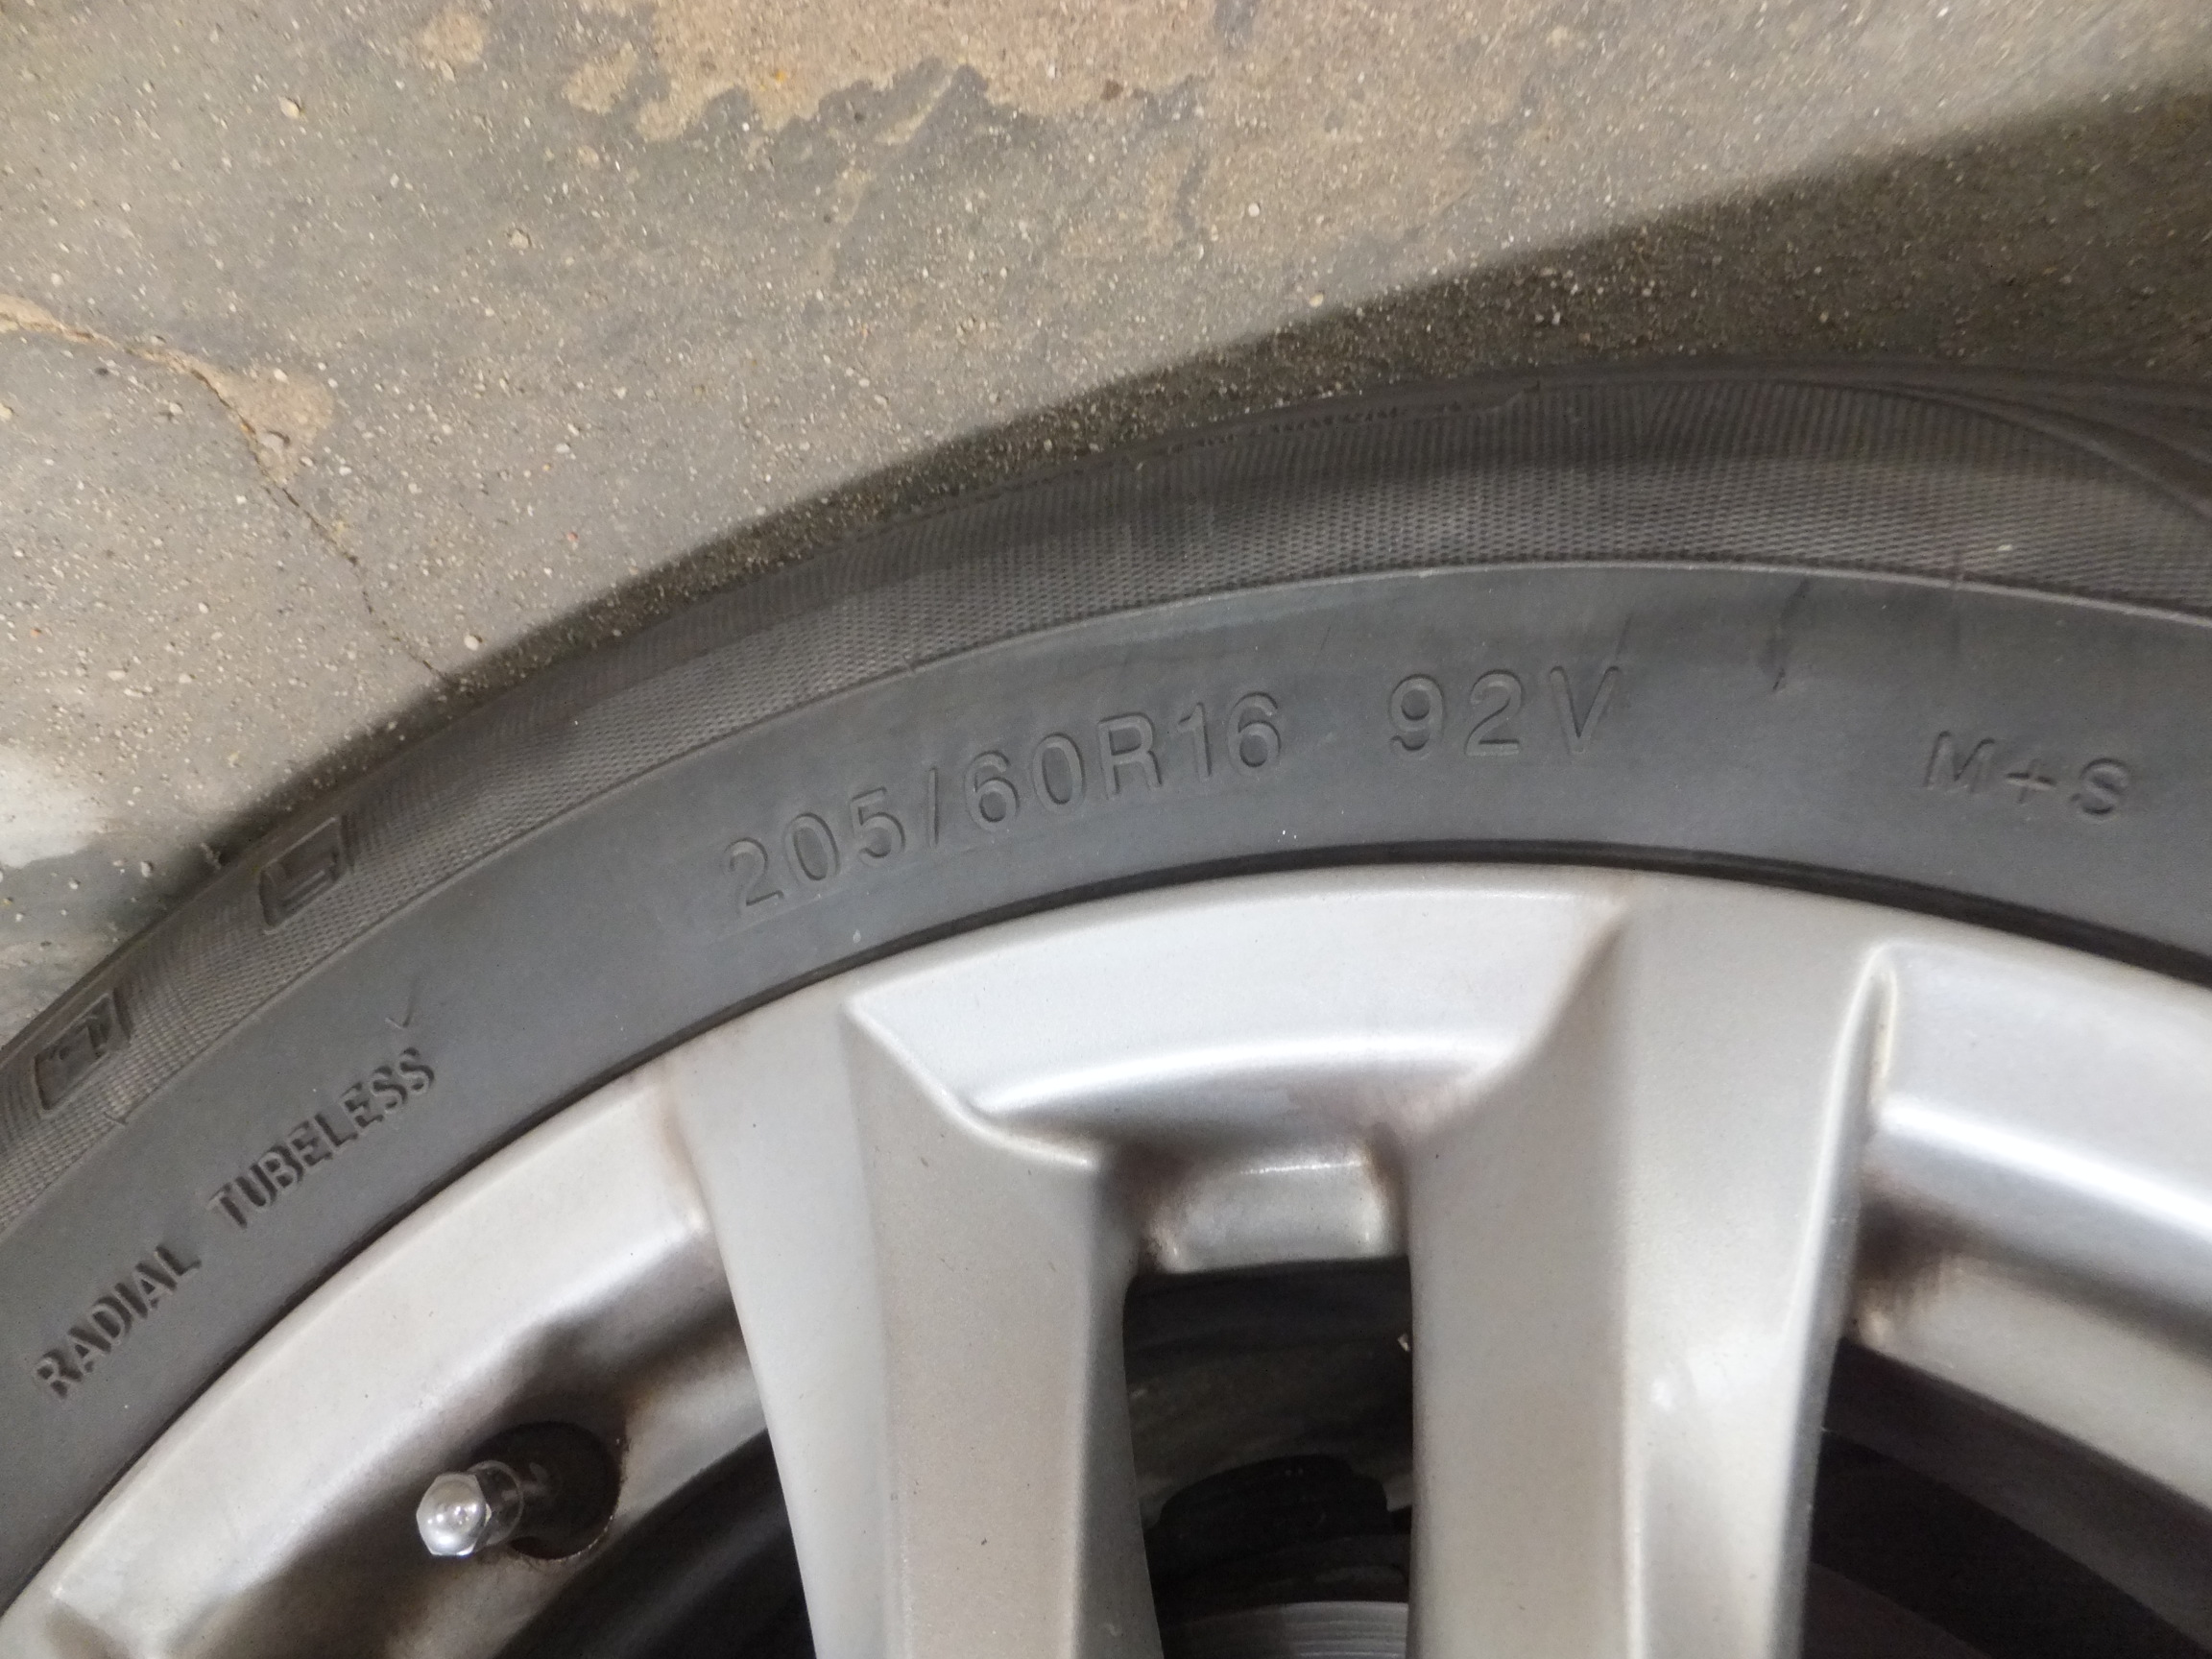 205/60R16 92V
M+S
RADIAL TUBELESS